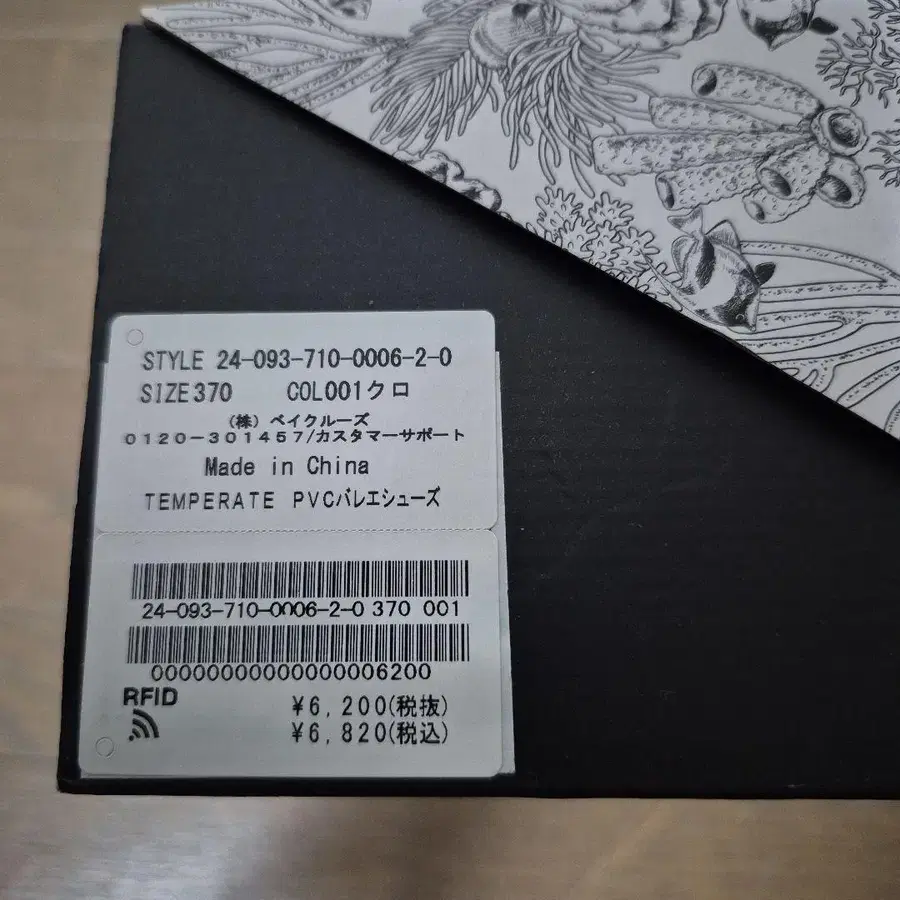 STYLE 24-093-710-0006-2-0
SIZE370 COL001クロ
(株) ベイクルーズ
0120-301457/カスタマーサポート
Made in China
TEMPERATE PVCバレエシューズ
24-093-710-0006-2-0 370 001
00000000000000006200
RFID
¥6,200(税抜)
¥6,820(税込)